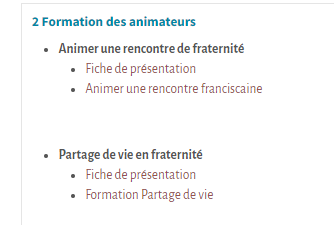 2 Formation des animateurs
Animer une rencontre de fraternité
Fiche de présentation
Animer une rencontre franciscaine
Partage de vie en fraternité
Fiche de présentation
Formation Partage de vie